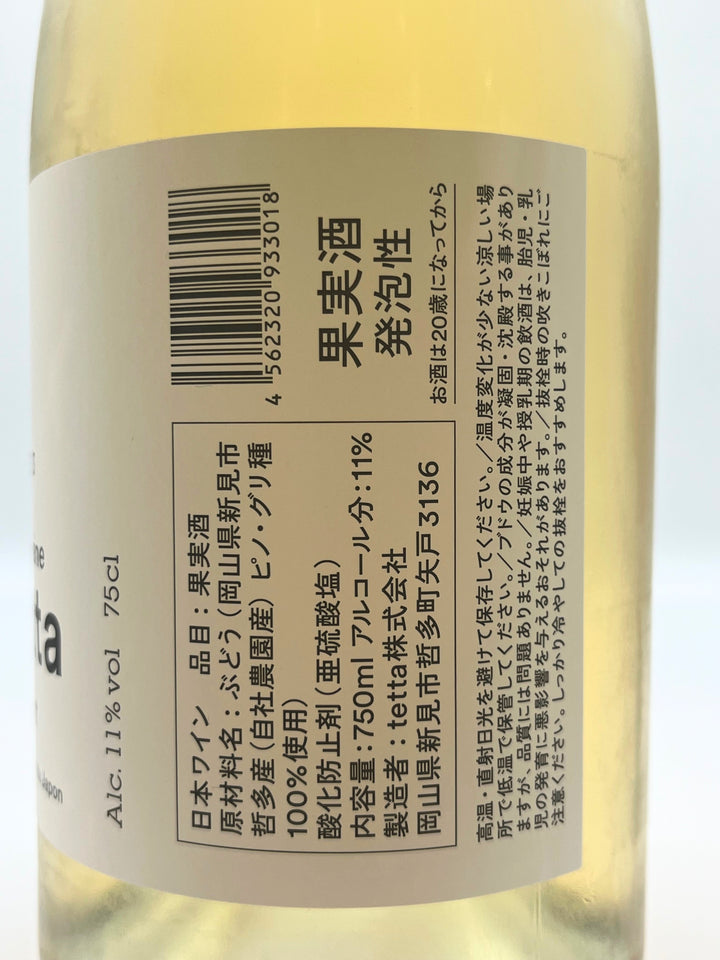 Alc. 11% vol 75cl
Japon
日本ワイン 品目：果実酒
原材料名：ぶどう（岡山県新見市
哲多産（自社農園産）ピノ・グリ種
100%使用）
酸化防止剤（亜硫酸塩）
内容量：750ml アルコール分：11%
製造者：tetta株式会社
岡山県新見市哲多町矢戸3136
4 562320 933018
果実酒
発泡性
お酒は20歳になってから
高温・直射日光を避けて保存してください。／温度変化が少ない涼しい場
所で低温で保管してください。／ブドウの成分が凝固・沈殿する事があり
ますが、品質には問題ありません。／妊娠中や授乳期の飲酒は、胎児・乳
児の発育に悪影響を与えるおそれがあります。／抜栓時の吹きこぼれにご
注意ください。しっかり冷やしての抜栓をおすすめします。